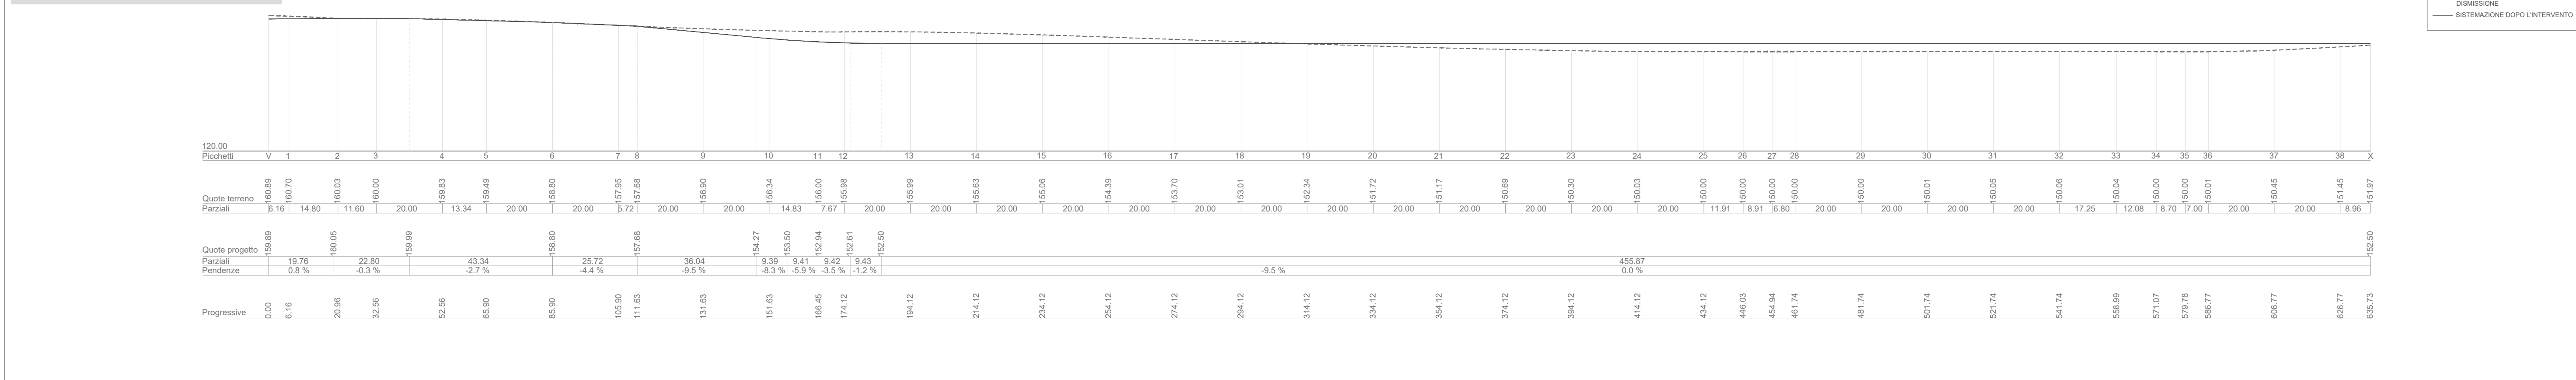 DISMISSIONE
SISTEMAZIONE DOPO L'INTERVENTO
120.00
Picchetti V 1 2 3 4 5 6 7 8 9 10 11 12 13 14 15 16 17 18 19 20 21 22 23 24 25 26 27 28 29 30 31 32 33 34 35 36 37 38 X
Quote terreno 160.89 160.70 160.03 160.00 159.83 159.49 158.80 157.95 157.68 156.90 156.34 156.00 155.98 155.99 155.63 155.06 154.39 153.70 153.01 152.34 151.72 151.17 150.69 150.30 150.03 150.00 150.00 150.00 150.00 150.00 150.01 150.05 150.06 150.04 150.00 150.00 150.01 150.45 151.45 151.97
Parziali 6.16 14.80 11.60 20.00 13.34 20.00 20.00 5.72 20.00 20.00 14.83 7.67 20.00 20.00 20.00 20.00 20.00 20.00 20.00 20.00 20.00 20.00 20.00 20.00 20.00 11.91 8.91 6.80 20.00 20.00 20.00 20.00 17.25 12.08 8.70 7.00 20.00 20.00 8.96
Quote progetto 159.89 160.05 159.99 158.80 157.68 154.27 153.50 152.94 152.61 152.50 152.50
Parziali 19.76 22.80 43.34 25.72 36.04 9.39 9.41 9.42 9.43 455.87
Pendenze 0.8 % -0.3 % -2.7 % -4.4 % -9.5 % -8.3 % -5.9 % -3.5 % -1.2 % -9.5 % 0.0 %
Progressive 0.00 6.16 20.96 32.56 52.56 65.90 85.90 105.90 111.63 131.63 151.63 166.45 174.12 194.12 214.12 234.12 254.12 274.12 294.12 314.12 334.12 354.12 374.12 394.12 414.12 434.12 446.03 454.94 461.74 481.74 501.74 521.74 541.74 558.99 571.07 579.78 586.77 606.77 626.77 635.73